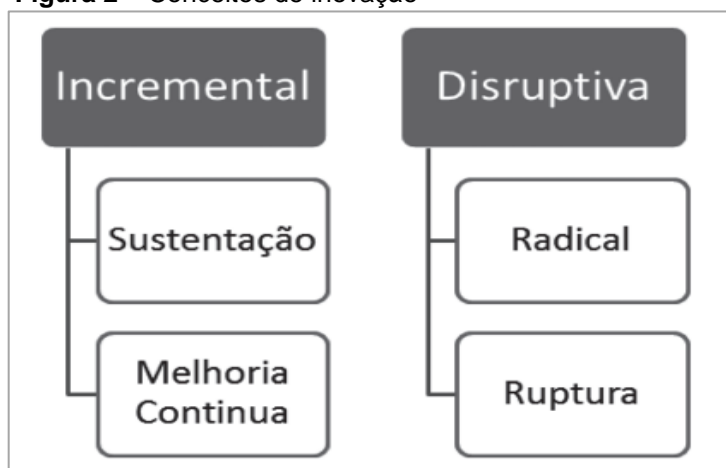 Incremental
Sustentação
Melhoria
Continua
Disruptiva
Radical
Ruptura